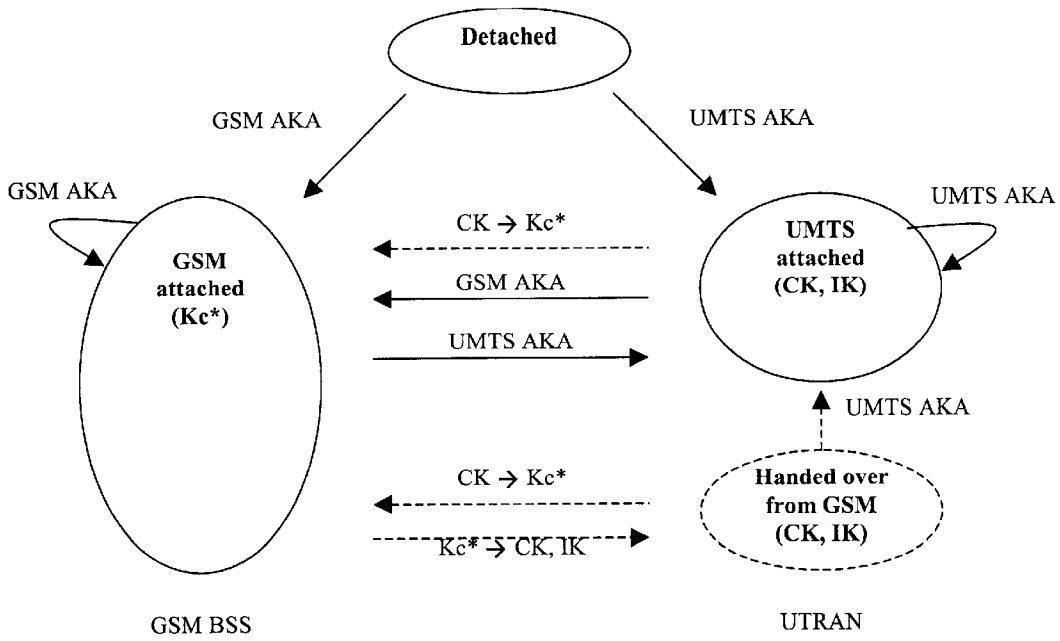 Detached
GSM AKA
UMTS AKA
GSM AKA
UMTS AKA
CK → Kc*
GSM
attached
(Kc*)
UMTS
attached
(CK, IK)
GSM AKA
UMTS AKA
UMTS AKA
CK → Kc*
Handed over
from GSM
(CK, IK)
Kc* → CK, IK
GSM BSS
UTRAN